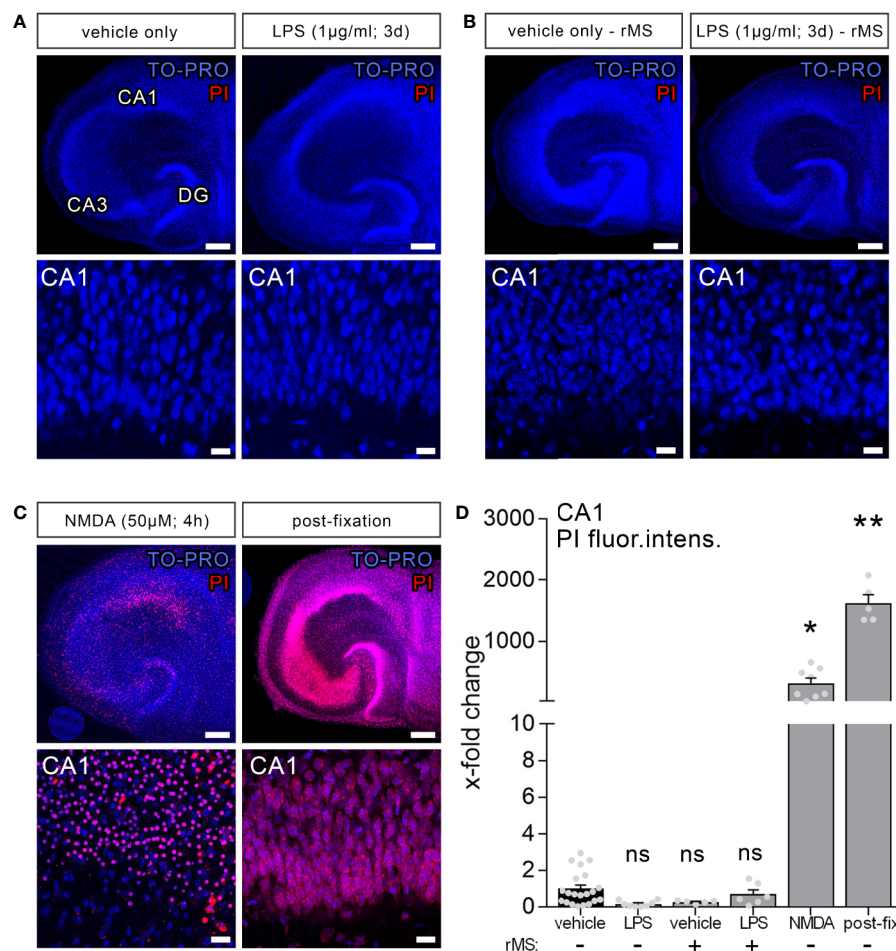 A
vehicle only
LPS (1µg/ml; 3d)
TO-PRO
PI
CA1
CA3
DG
TO-PRO
PI
CA1
CA1
B
vehicle only - rMS
LPS (1µg/ml; 3d) - rMS
TO-PRO
PI
TO-PRO
PI
CA1
CA1
C
NMDA (50µM; 4h)
post-fixation
TO-PRO
PI
TO-PRO
PI
CA1
CA1
D
CA1
PI fluor.intens.
x-fold change
3000
2000
1000
10
8
6
4
2
0
ns
ns
ns
*
**
vehicle LPS vehicle LPS NMDA post-fix
rMS: - - + + - -